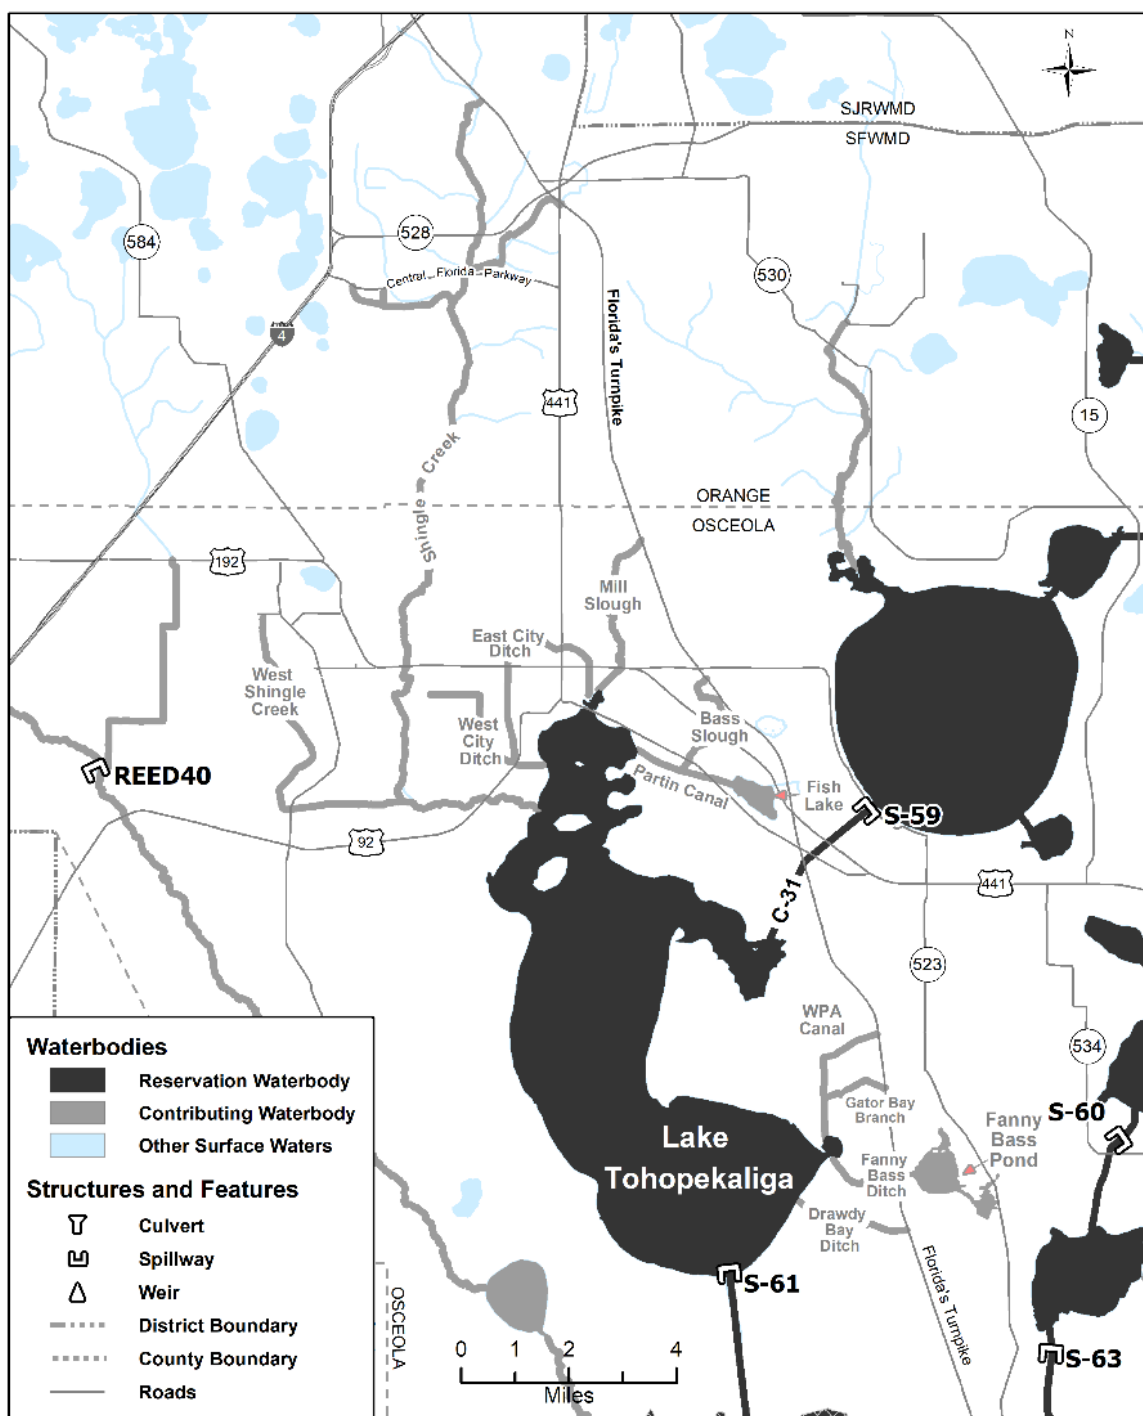 N
SJRWMD
SFWMD
584
528
530
Central Florida Parkway
4
Florida's Turnpike
441
15
Shingle Creek
ORANGE
OSCEOLA
192
Mill
Slough
East City
Ditch
West
Shingle
Creek
West
City
Ditch
Bass
Slough
Partin Canal
REED40
Fish
Lake
S-59
92
441
C-31
523
WPA
Canal
534
Gator Bay
Branch
S-60
Fanny
Bass
Pond
Lake
Tohopekaliga
Fanny
Bass
Ditch
Drawdy
Bay
Ditch
Florida's Turnpike
S-61
S-63
OSCEOLA
0 1 2 4
Miles
Waterbodies
Reservation Waterbody
Contributing Waterbody
Other Surface Waters
Structures and Features
Culvert
Spillway
Weir
District Boundary
County Boundary
Roads